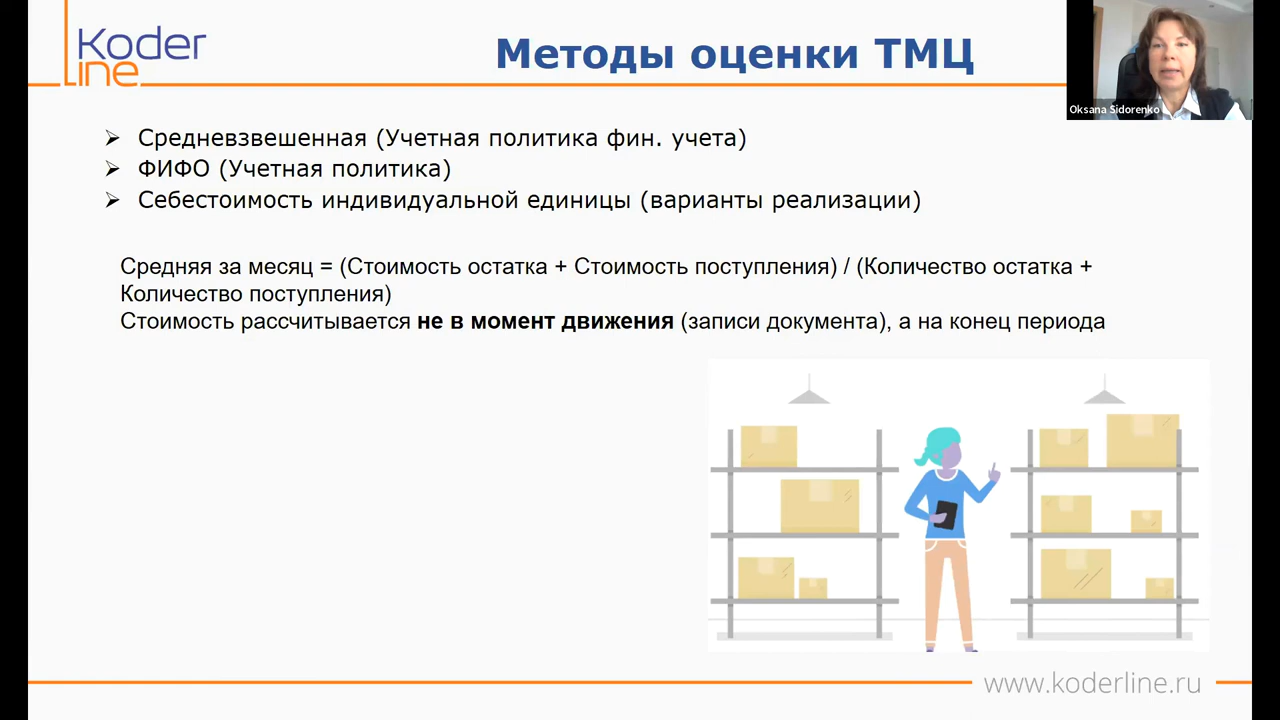 Koder
line
Методы оценки ТМЦ
Oksana Sidorenko
Средневзвешенная (Учетная политика фин. учета)
ФИФО (Учетная политика)
Себестоимость индивидуальной единицы (варианты реализации)
Средняя за месяц = (Стоимость остатка + Стоимость поступления) / (Количество остатка +
Количество поступления)
Стоимость рассчитывается не в момент движения (записи документа), а на конец периода
www.koderline.ru